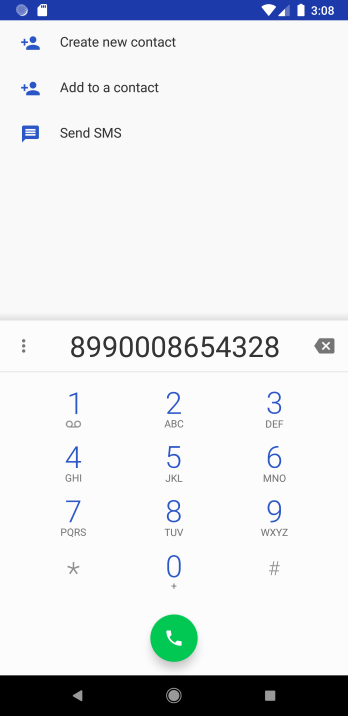 3:08
Create new contact
Add to a contact
Send SMS
8990008654328
1 2 3
ABC DEF
4 5 6
GHI JKL MNO
7 8 9
PQRS TUV WXYZ
* 0 #
+